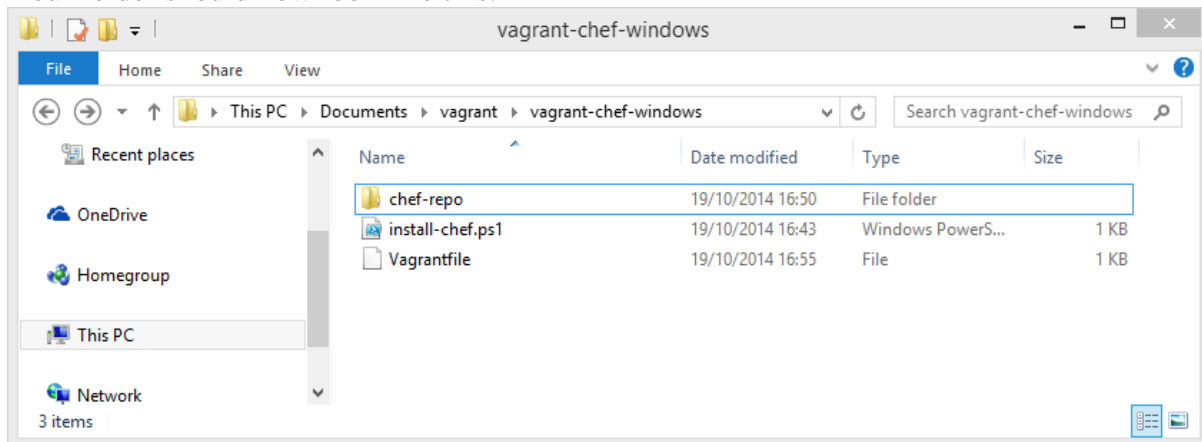 vagrant-chef-windows
File Home Share View
This PC Documents vagrant vagrant-chef-windows Search vagrant-chef-windows
Recent places
OneDrive
Homegroup
This PC
Network
Name Date modified Type Size
chef-repo 19/10/2014 16:50 File folder
install-chef.ps1 19/10/2014 16:43 Windows PowerS... 1 KB
Vagrantfile 19/10/2014 16:55 File 1 KB
3 items